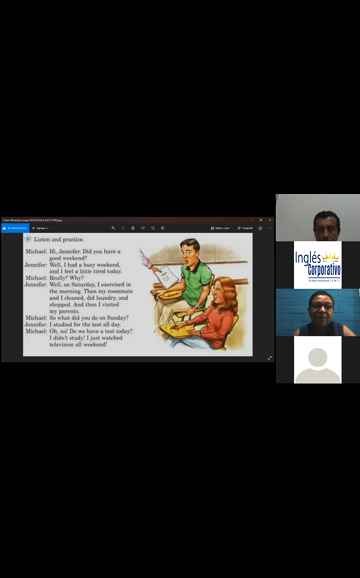 Listen and practice.
Michael: Hi, Jennifer. Did you have a
good weekend?
Jennifer: Well, I had a busy weekend,
and I feel a little tired today.
Michael: Really? Why?
Jennifer: Well, on Saturday, I exercised in
the morning. Then my roommate
and I cleaned, did laundry, and
shopped. And then I visited
my parents.
Michael: So what did you do on Sunday?
Jennifer: I studied for the test all day.
Michael: Oh, no! Do we have a test today?
I didn't study! I just watched
television all weekend!
Inglés
Corporativo